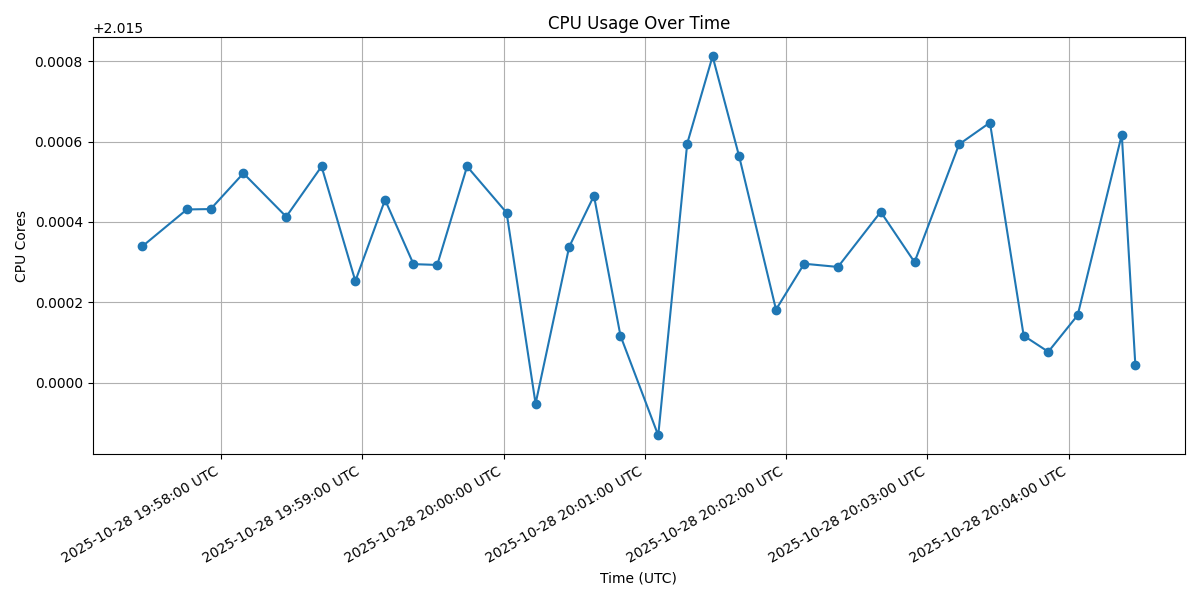 CPU Usage Over Time
+2.015
0.0008
0.0006
0.0004
0.0002
0.0000
CPU Cores
2025-10-28 19:58:00 UTC
2025-10-28 19:59:00 UTC
2025-10-28 20:00:00 UTC
2025-10-28 20:01:00 UTC
2025-10-28 20:02:00 UTC
2025-10-28 20:03:00 UTC
2025-10-28 20:04:00 UTC
Time (UTC)